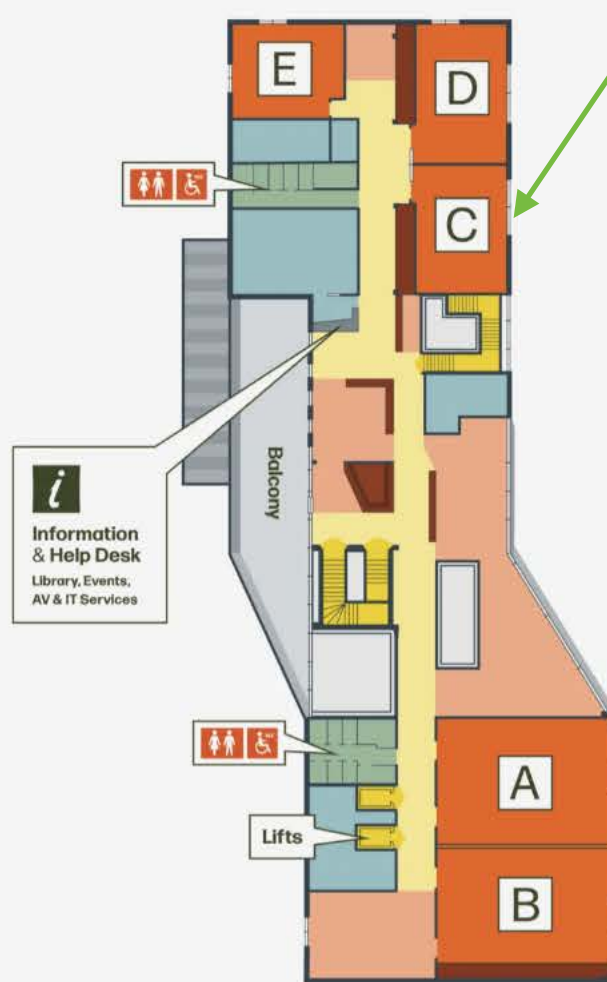 E
D
C
i
Information
& Help Desk
Library, Events,
AV & IT Services
Balcony
A
Lifts
B